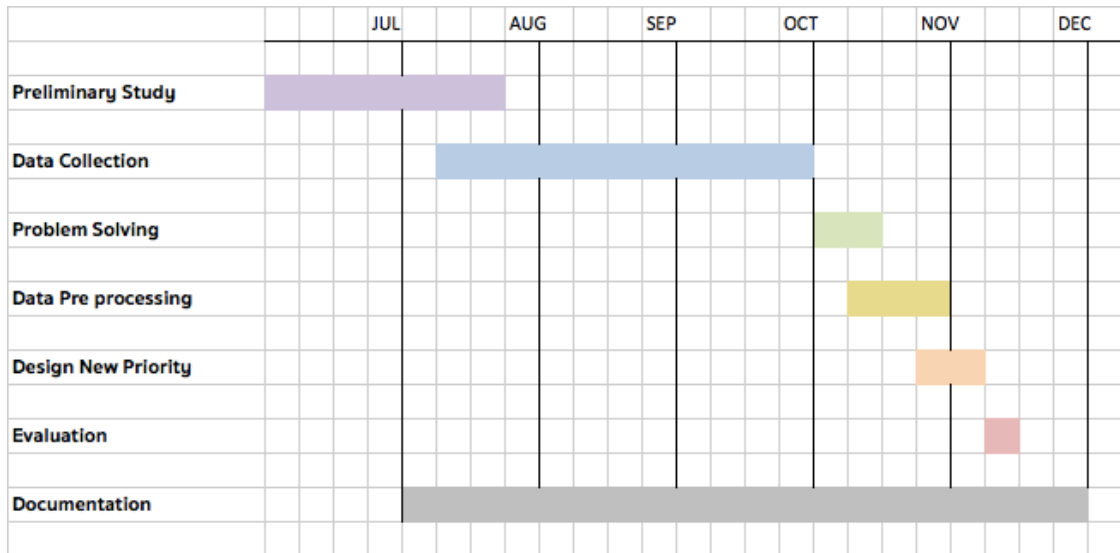 JUL AUG SEP OCT NOV DEC
Preliminary Study
Data Collection
Problem Solving
Data Pre processing
Design New Priority
Evaluation
Documentation